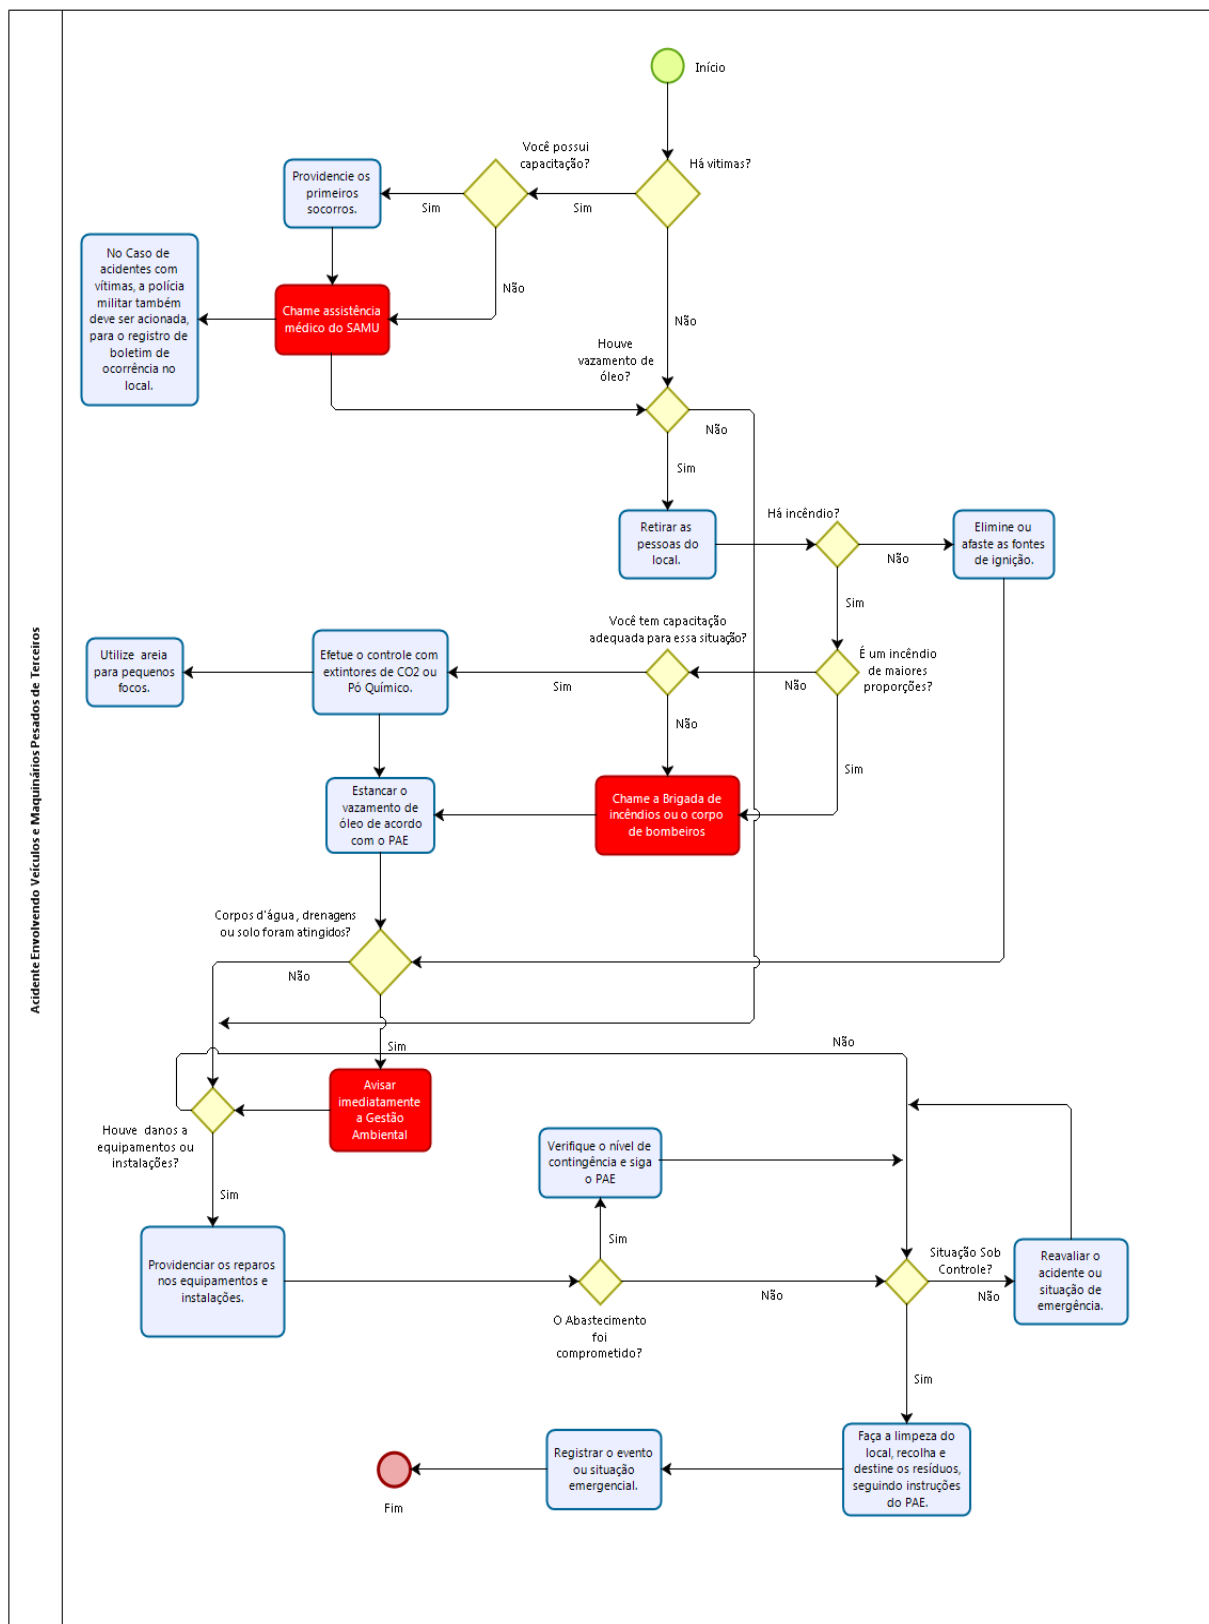 Acidente Envolvendo Veículos e Maquinários Pesados de Terceiros
Início
Há vitimas?
Você possui
capacitação?
Sim
Sim
Providencie os
primeiros
socorros.
Não
Não
No Caso de
acidentes com
vítimas, a polícia
militar também
deve ser acionada,
para o registro de
boletim de
ocorrência no
local.
Chame assistência
médico do SAMU
Houve
vazamento de
óleo?
Não
Sim
Retirar as
pessoas do
local.
Há incêndio?
Não
Elimine ou
afaste as fontes
de ignição.
Sim
Você tem capacitação
adequada para essa situação?
É um incêndio
de maiores
proporções?
Não
Sim
Efetue o controle com
extintores de CO2 ou
Pó Químico.
Utilize  areia
para pequenos
focos.
Não
Sim
Chame a Brigada de
incêndios ou o corpo
de bombeiros
Estancar o
vazamento de
óleo de acordo
com o PAE
Corpos d'água, drenagens
ou solo foram atingidos?
Não
Sim
Não
Avisar
imediatamente
a Gestão
Ambiental
Houve  danos a
equipamentos ou
instalações?
Sim
Verifique o nível de
contingência e siga
o PAE
Sim
Providenciar os reparos
nos equipamentos e
instalações.
O Abastecimento
foi
comprometido?
Não
Situação Sob
Controle?
Não
Reavaliar o
acidente ou
situação de
emergência.
Sim
Faça a limpeza do
local, recolha e
destine os resíduos,
seguindo instruções
do PAE.
Registrar o evento
ou situação
emergencial.
Fim